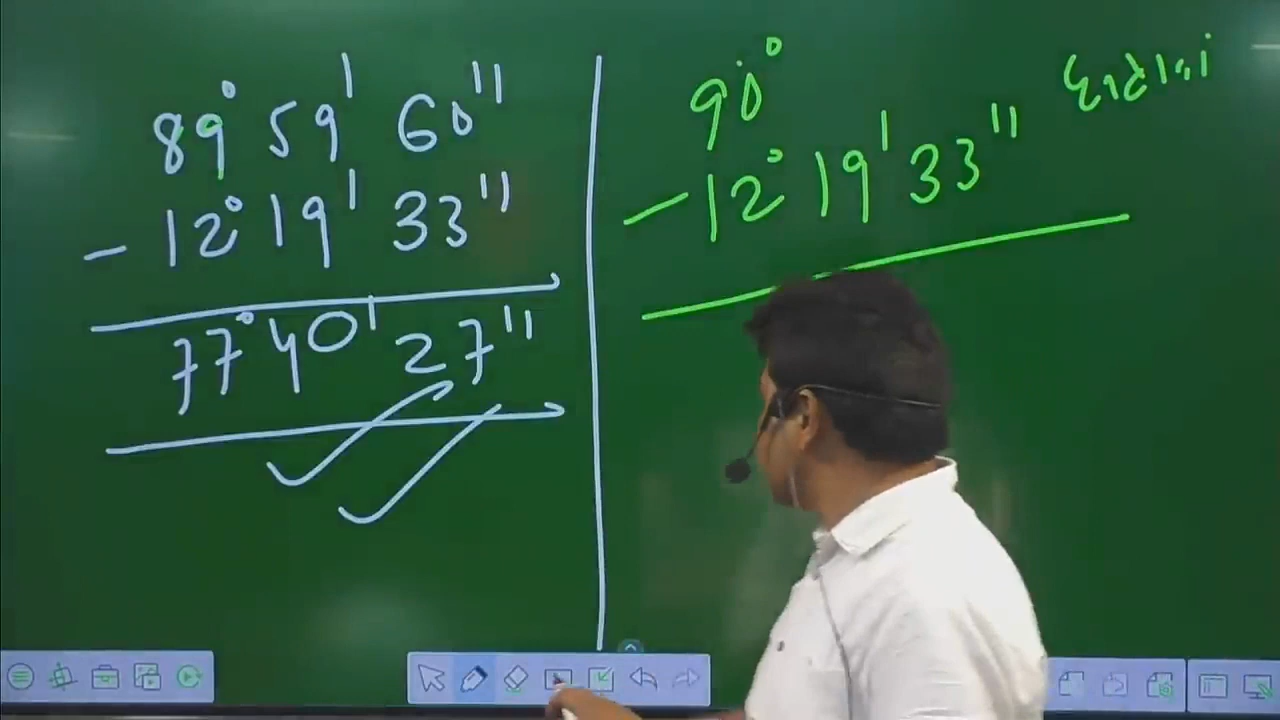 89° 59' 60"
- 12° 19' 33"
77° 40' 27"
90°
- 12° 19' 33"